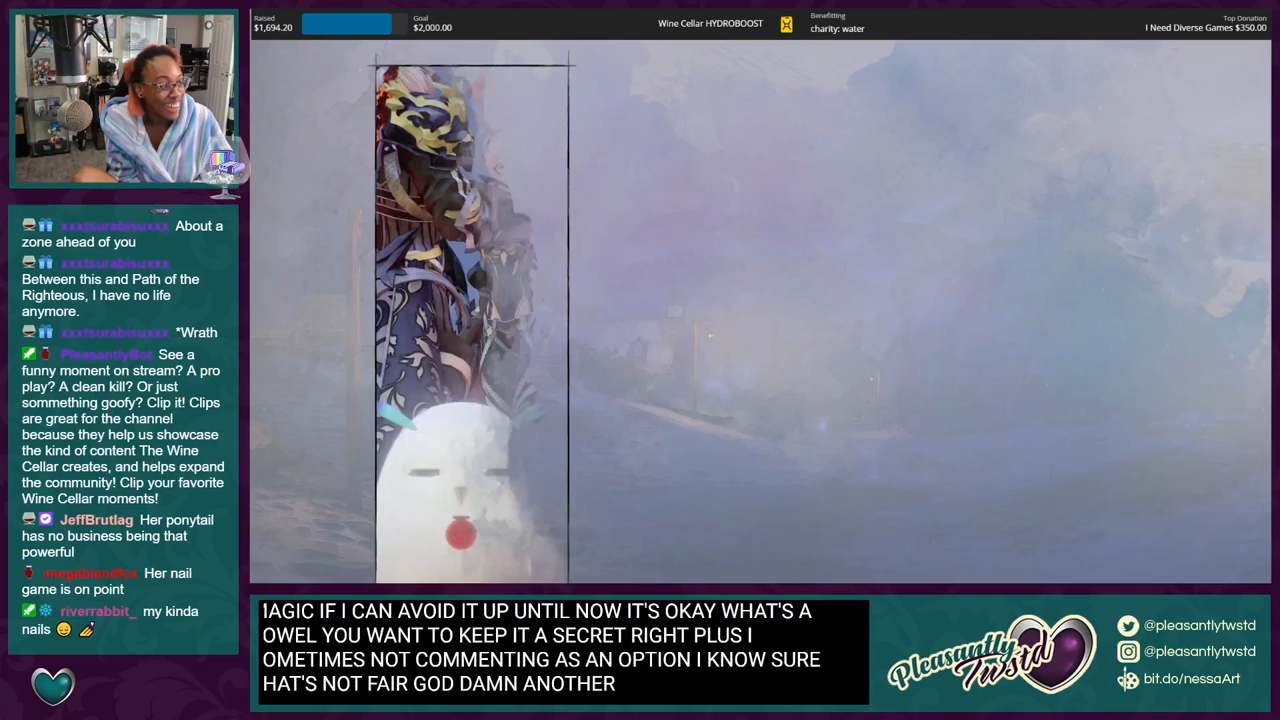 Raised
$1,694.20
Goal
$2,000.00
Wine Cellar HYDROBOOST
Benefitting
charity: water
Top Donation
I Need Diverse Games $350.00
xxxtsurabisuxxx About a
zone ahead of you
xxxtsurabisuxxx
Between this and Path of the
Righteous, I have no life
anymore.
xxxtsurabisuxxx *Wrath
PleasantlyBot See a
funny moment on stream? A pro
play? A clean kill? Or just
sommething goofy? Clip it! Clips
are great for the channel
because they help us showcase
the kind of content The Wine
Cellar creates, and helps expand
the community! Clip your favorite
Wine Cellar moments!
JeffBrutlag Her ponytail
has no business being that
powerful
megablandfox Her nail
game is on point
riverrabbit_ my kinda
nails
IAGIC IF I CAN AVOID IT UP UNTIL NOW IT'S OKAY WHAT'S A
OWEL YOU WANT TO KEEP IT A SECRET RIGHT PLUS I
OMETIMES NOT COMMENTING AS AN OPTION I KNOW SURE
HAT'S NOT FAIR GOD DAMN ANOTHER
Pleasantly
Twstd
@pleasantlytwstd
@pleasantlytwstd
bit.do/nessaArt